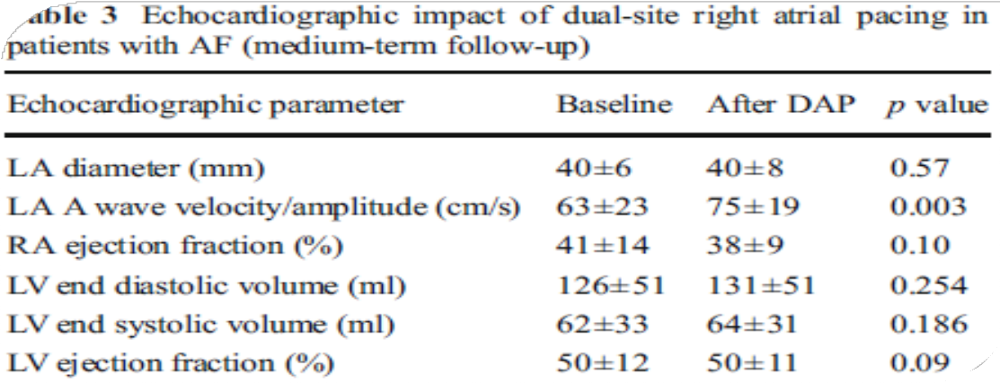 able 3 Echocardiographic impact of dual-site right atrial pacing in
patients with AF (medium-term follow-up)
Echocardiographic parameter Baseline After DAP p value
LA diameter (mm) 40±6 40±8 0.57
LA A wave velocity/amplitude (cm/s) 63±23 75±19 0.003
RA ejection fraction (%) 41±14 38±9 0.10
LV end diastolic volume (ml) 126±51 131±51 0.254
LV end systolic volume (ml) 62±33 64±31 0.186
LV ejection fraction (%) 50±12 50±11 0.09